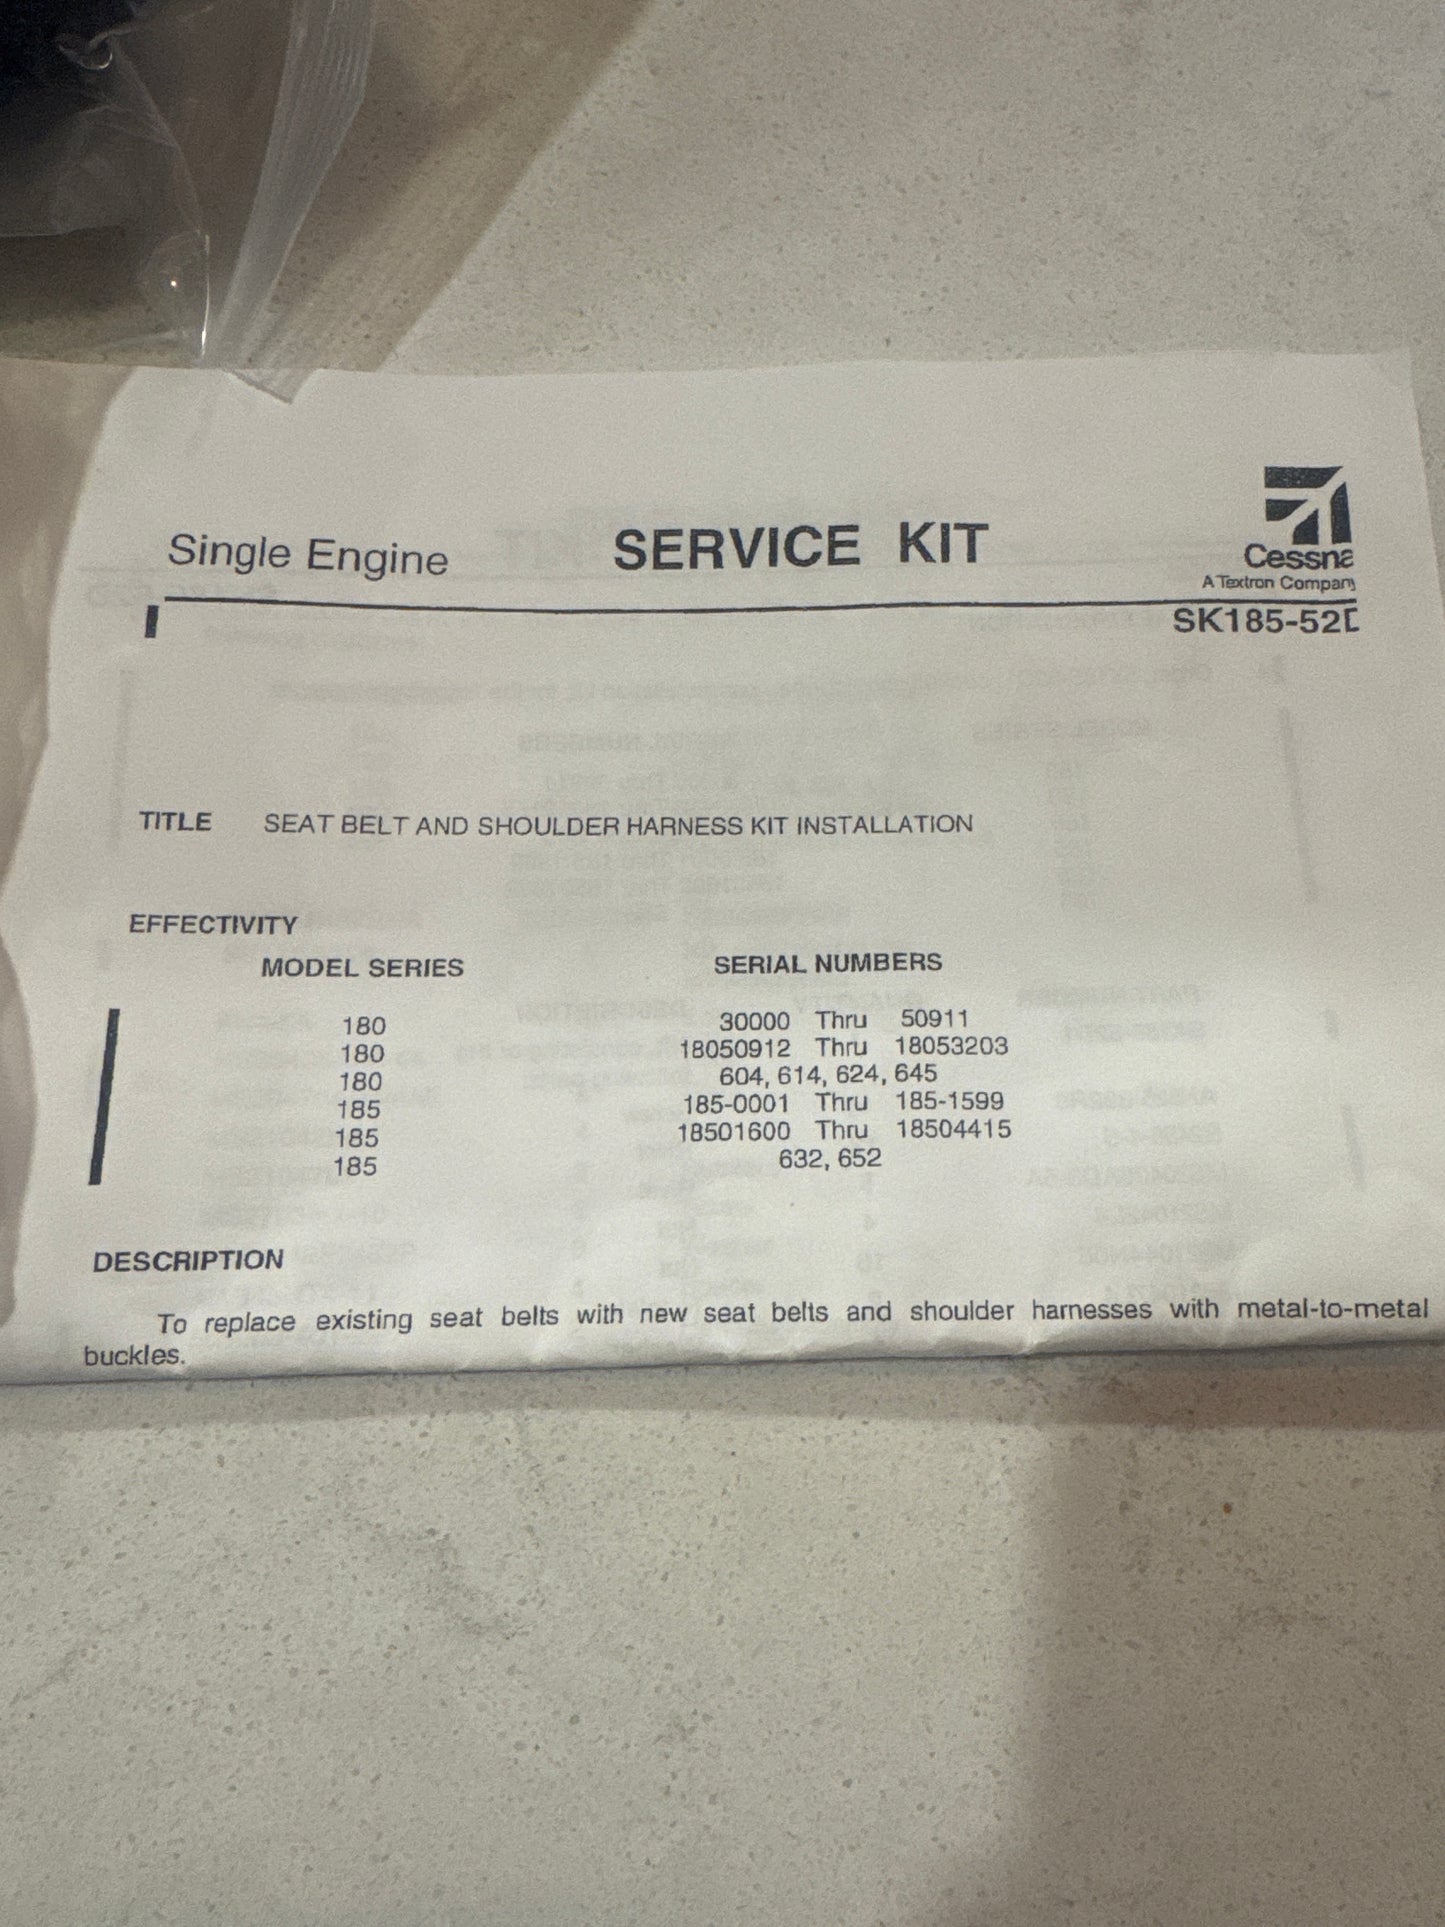 Single Engine SERVICE KIT
Cessna
A Textron Company
SK185-52D
TITLE SEAT BELT AND SHOULDER HARNESS KIT INSTALLATION
EFFECTIVITY
MODEL SERIES SERIAL NUMBERS
180 30000 Thru 50911
180 18050912 Thru 18053203
180 604, 614, 624, 645
185 185-0001 Thru 185-1599
185 18501600 Thru 18504415
185 632, 652
DESCRIPTION
To replace existing seat belts with new seat belts and shoulder harnesses with metal-to-metal
buckles.